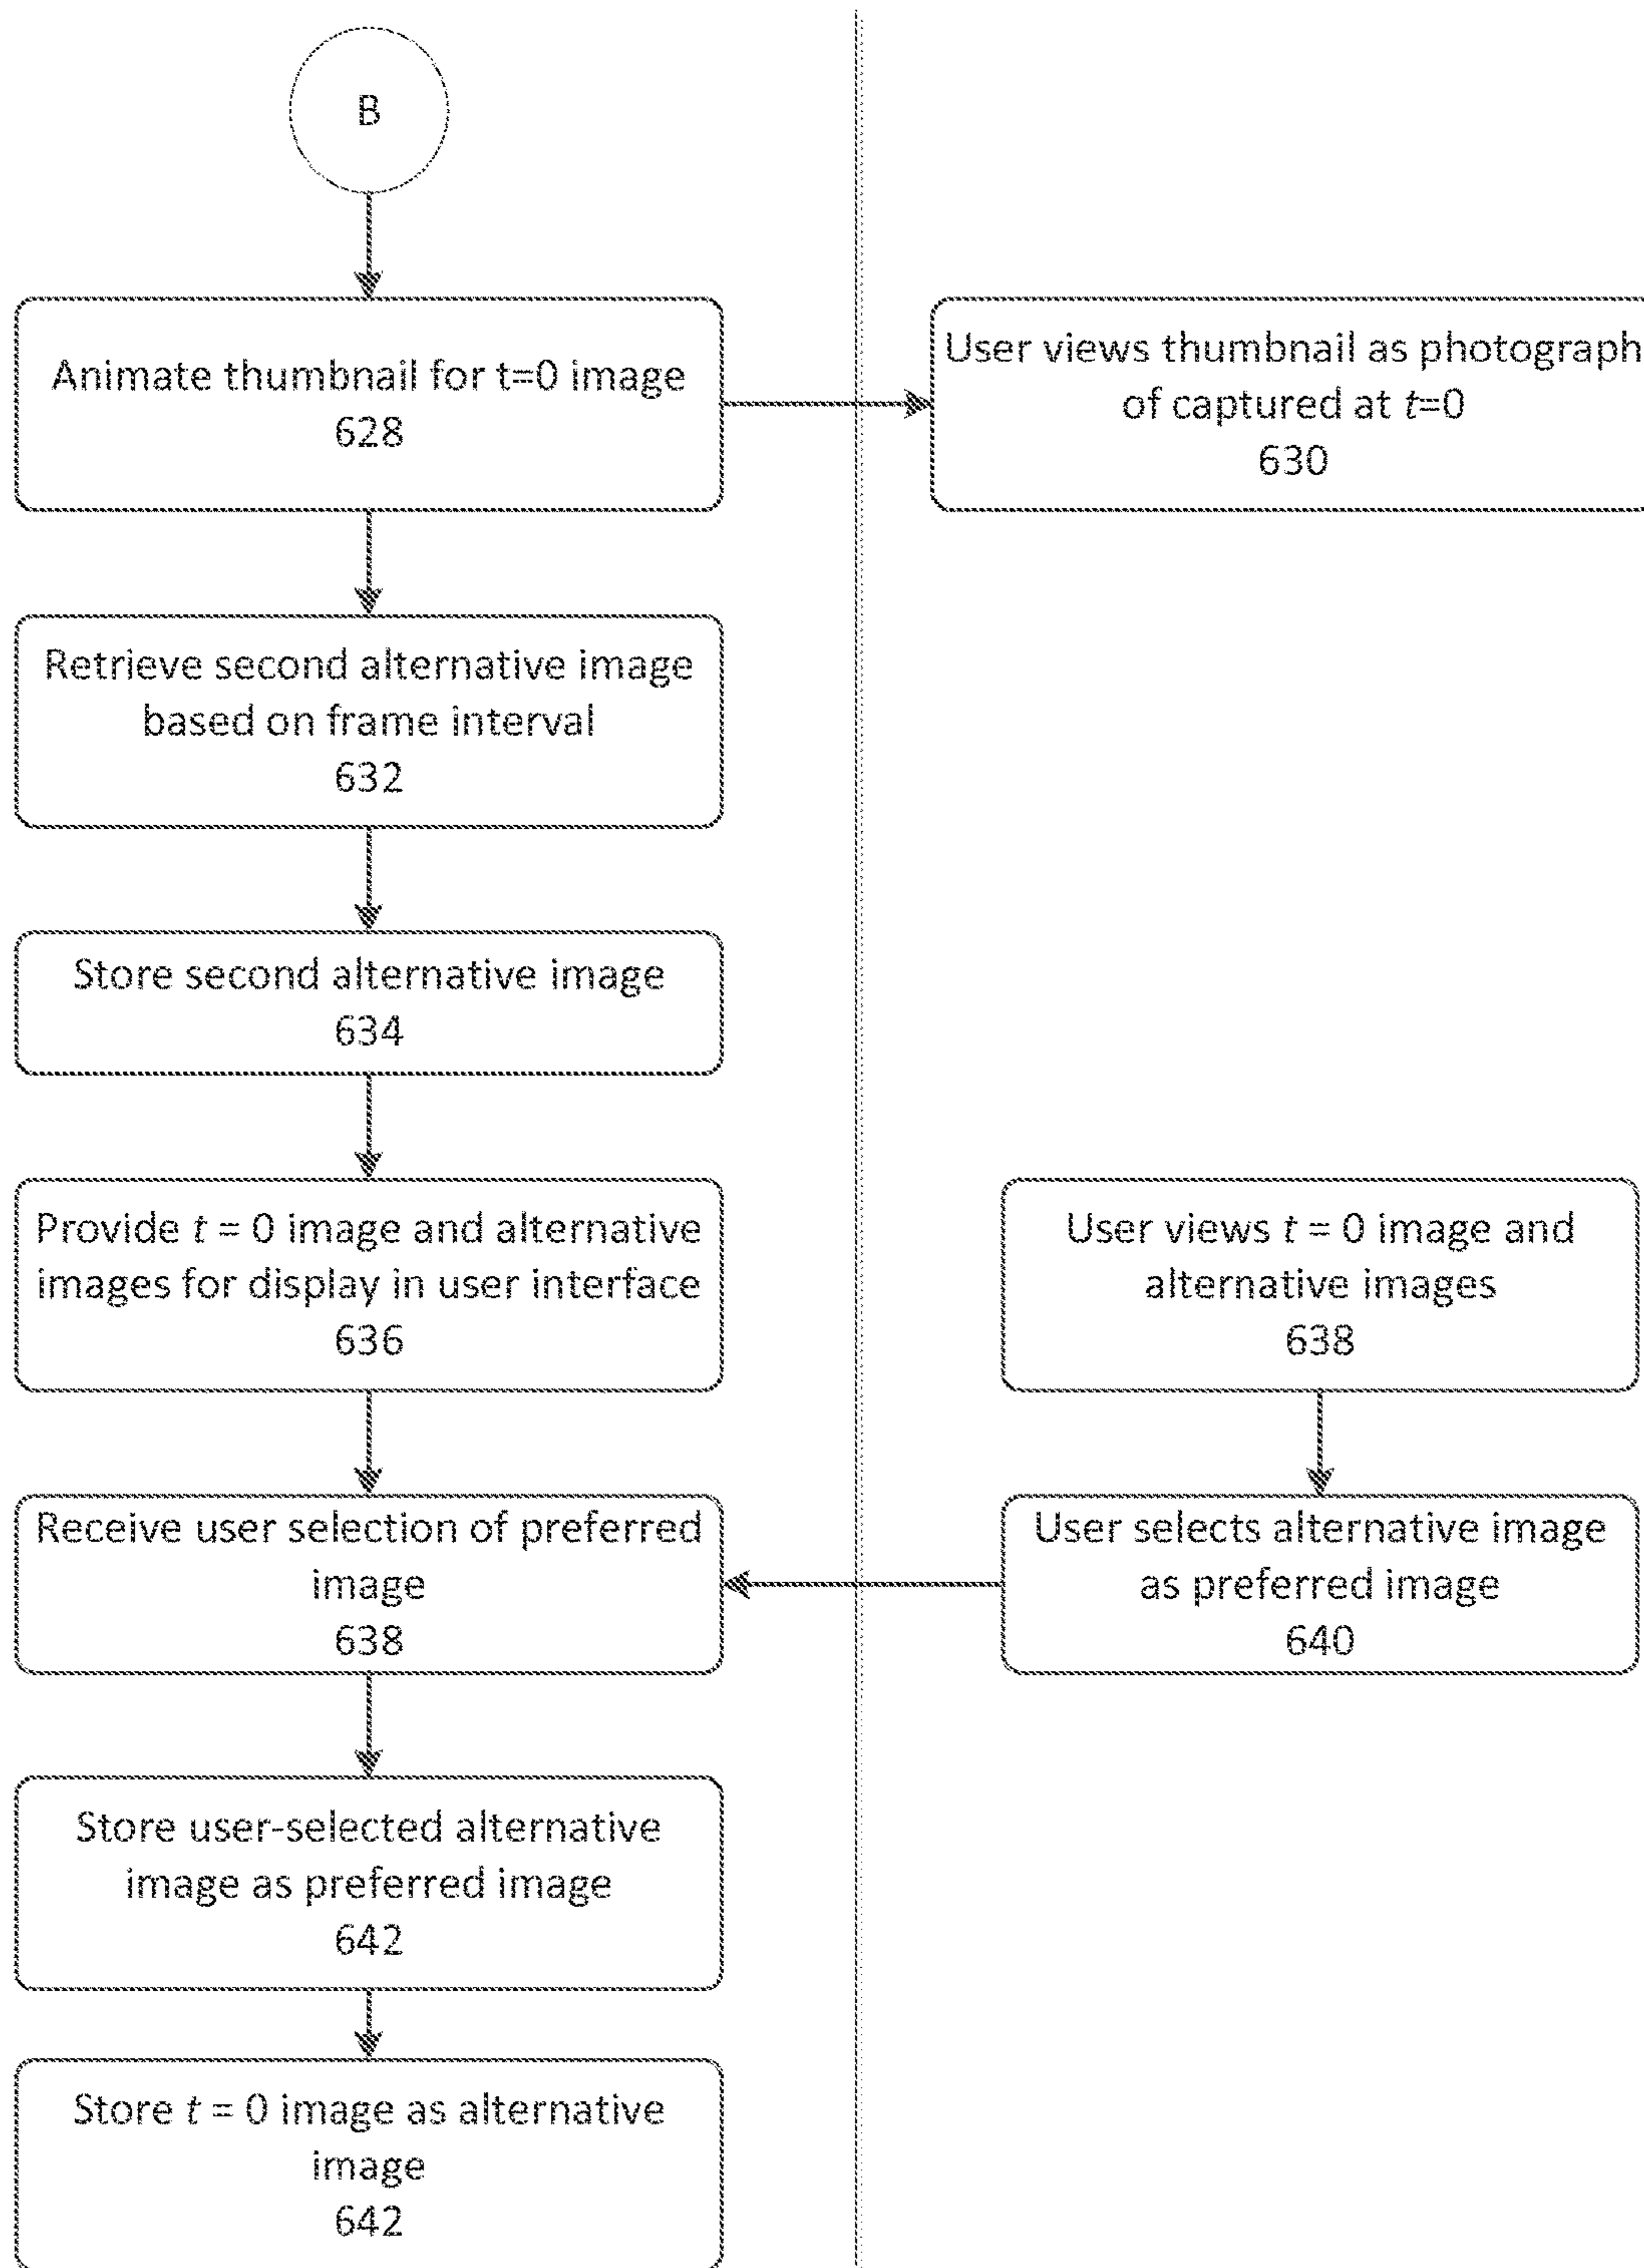 B
Animate thumbnail for t=0 image
628
User views thumbnail as photograph
of captured at t=0
630
Retrieve second alternative image
based on frame interval
632
Store second alternative image
634
Provide t = 0 image and alternative
images for display in user interface
636
User views t = 0 image and
alternative images
638
Receive user selection of preferred
image
638
User selects alternative image
as preferred image
640
Store user-selected alternative
image as preferred image
642
Store t = 0 image as alternative
image
642